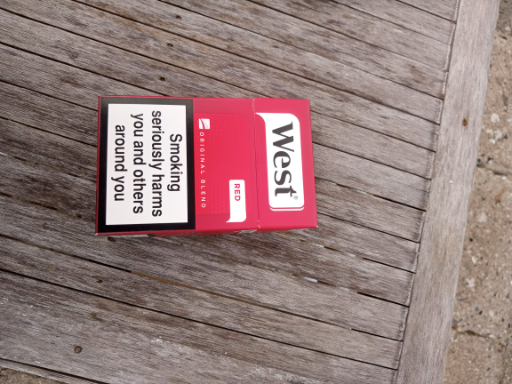 West®
RED
ORIGINAL BLEND
Smoking
seriously harms
you and others
around you